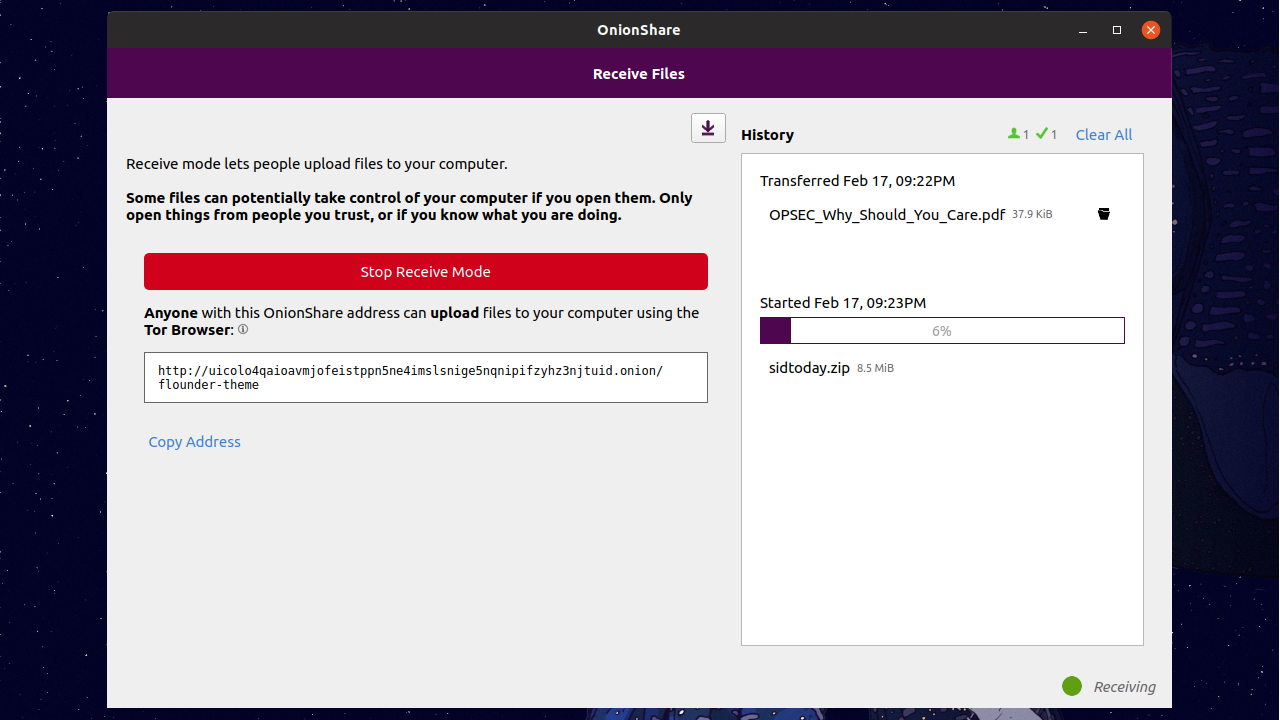 OnionShare
Receive Files
Receive mode lets people upload files to your computer.
Some files can potentially take control of your computer if you open them. Only
open things from people you trust, or if you know what you are doing.
Stop Receive Mode
Anyone with this OnionShare address can upload files to your computer using the
Tor Browser:
http://uicolo4qaioavmjofeistppn5ne4imslsnige5nqnipifzyhz3njtuid.onion/
flounder-theme
Copy Address
History 1 1 Clear All
Transferred Feb 17, 09:22PM
OPSEC_Why_Should_You_Care.pdf 37.9 KiB
Started Feb 17, 09:23PM
6%
sidtoday.zip 8.5 MiB
Receiving